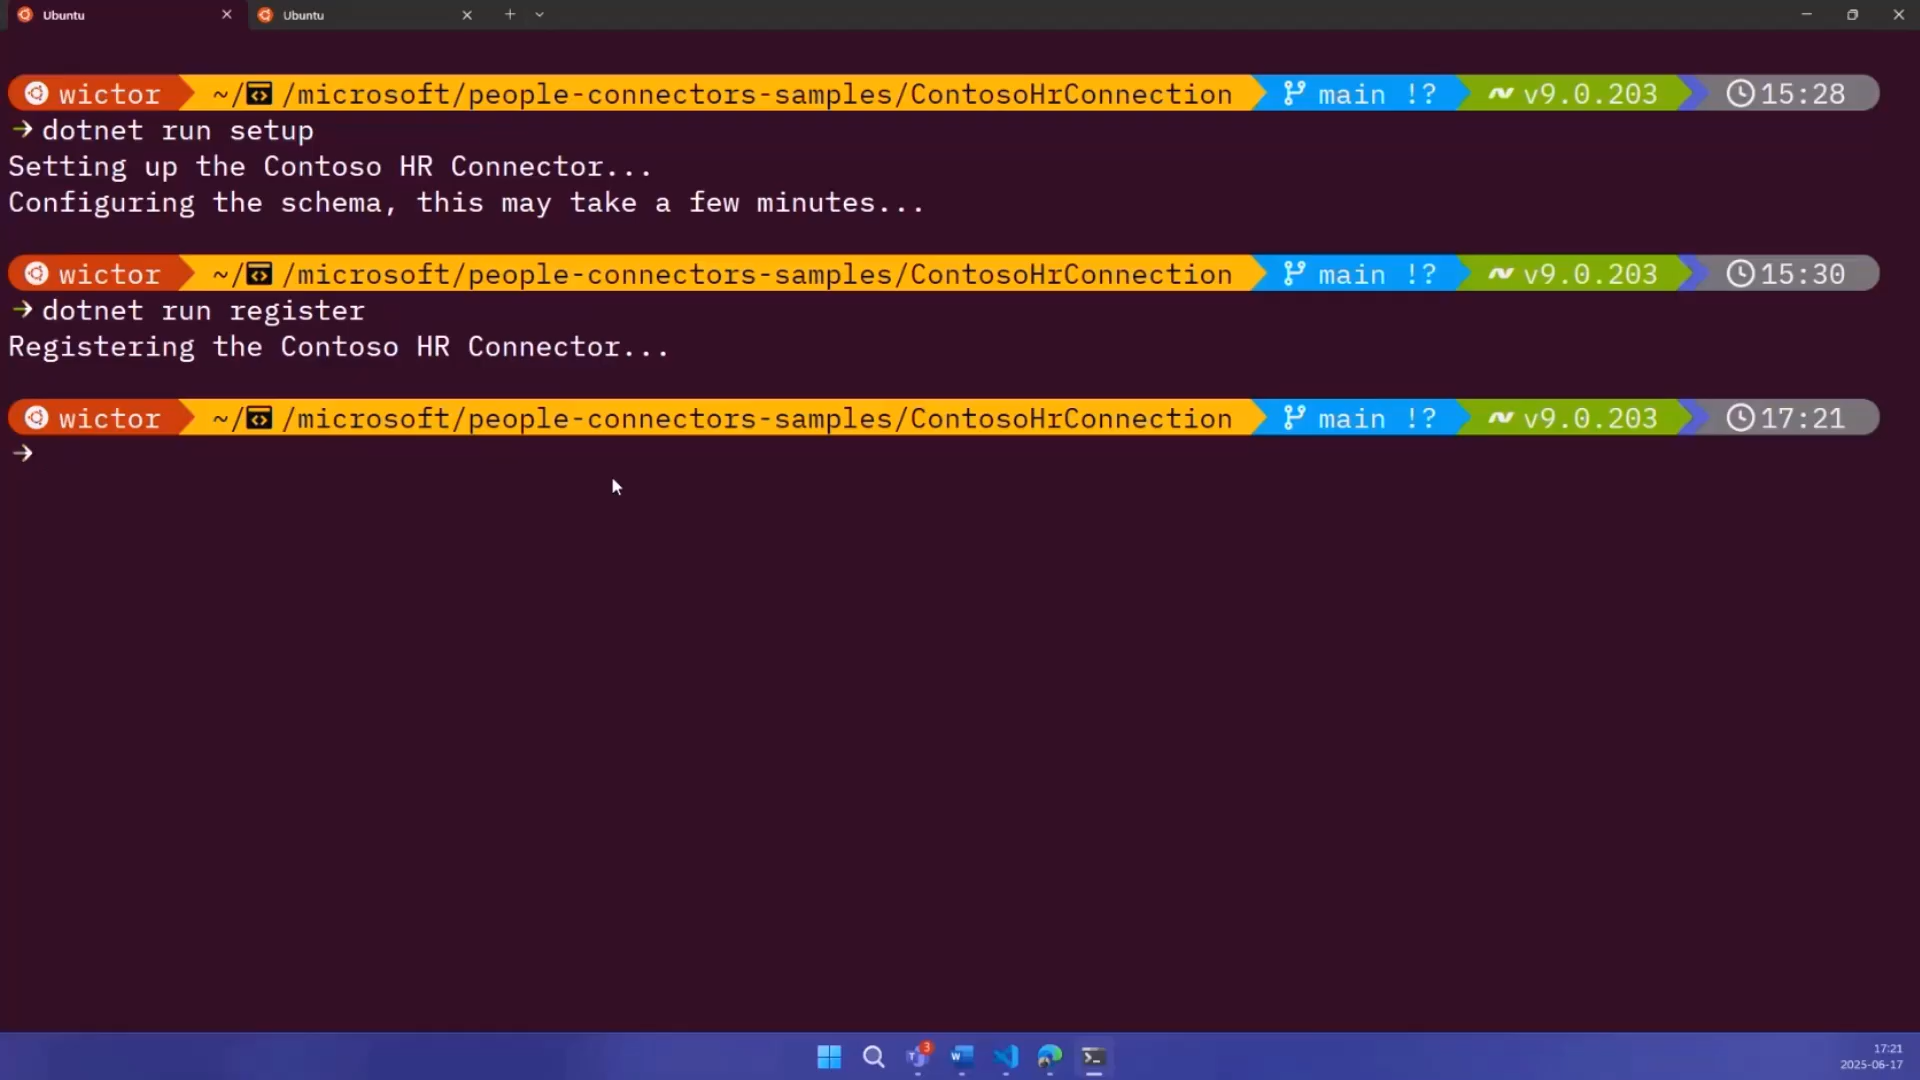 Ubuntu
Ubuntu
wictor ~/ /microsoft/people-connectors-samples/ContosoHrConnection main !? v9.0.203 15:28
→ dotnet run setup
Setting up the Contoso HR Connector...
Configuring the schema, this may take a few minutes...
wictor ~/ /microsoft/people-connectors-samples/ContosoHrConnection main !? v9.0.203 15:30
→ dotnet run register
Registering the Contoso HR Connector...
wictor ~/ /microsoft/people-connectors-samples/ContosoHrConnection main !? v9.0.203 17:21
→
3
17:21
2025-06-17